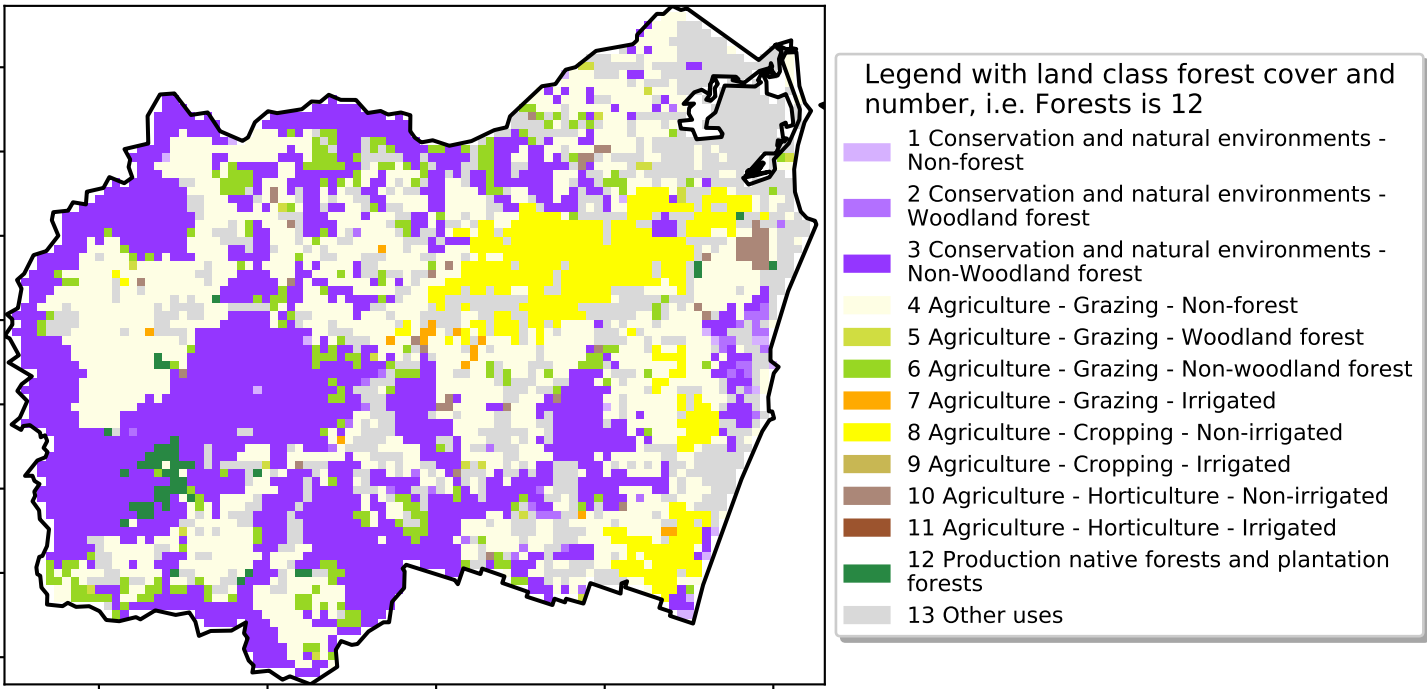 Legend with land class forest cover and
number, i.e. Forests is 12
1 Conservation and natural environments -
Non-forest
2 Conservation and natural environments -
Woodland forest
3 Conservation and natural environments -
Non-Woodland forest
4 Agriculture - Grazing - Non-forest
5 Agriculture - Grazing - Woodland forest
6 Agriculture - Grazing - Non-woodland forest
7 Agriculture - Grazing - Irrigated
8 Agriculture - Cropping - Non-irrigated
9 Agriculture - Cropping - Irrigated
10 Agriculture - Horticulture - Non-irrigated
11 Agriculture - Horticulture - Irrigated
12 Production native forests and plantation
forests
13 Other uses